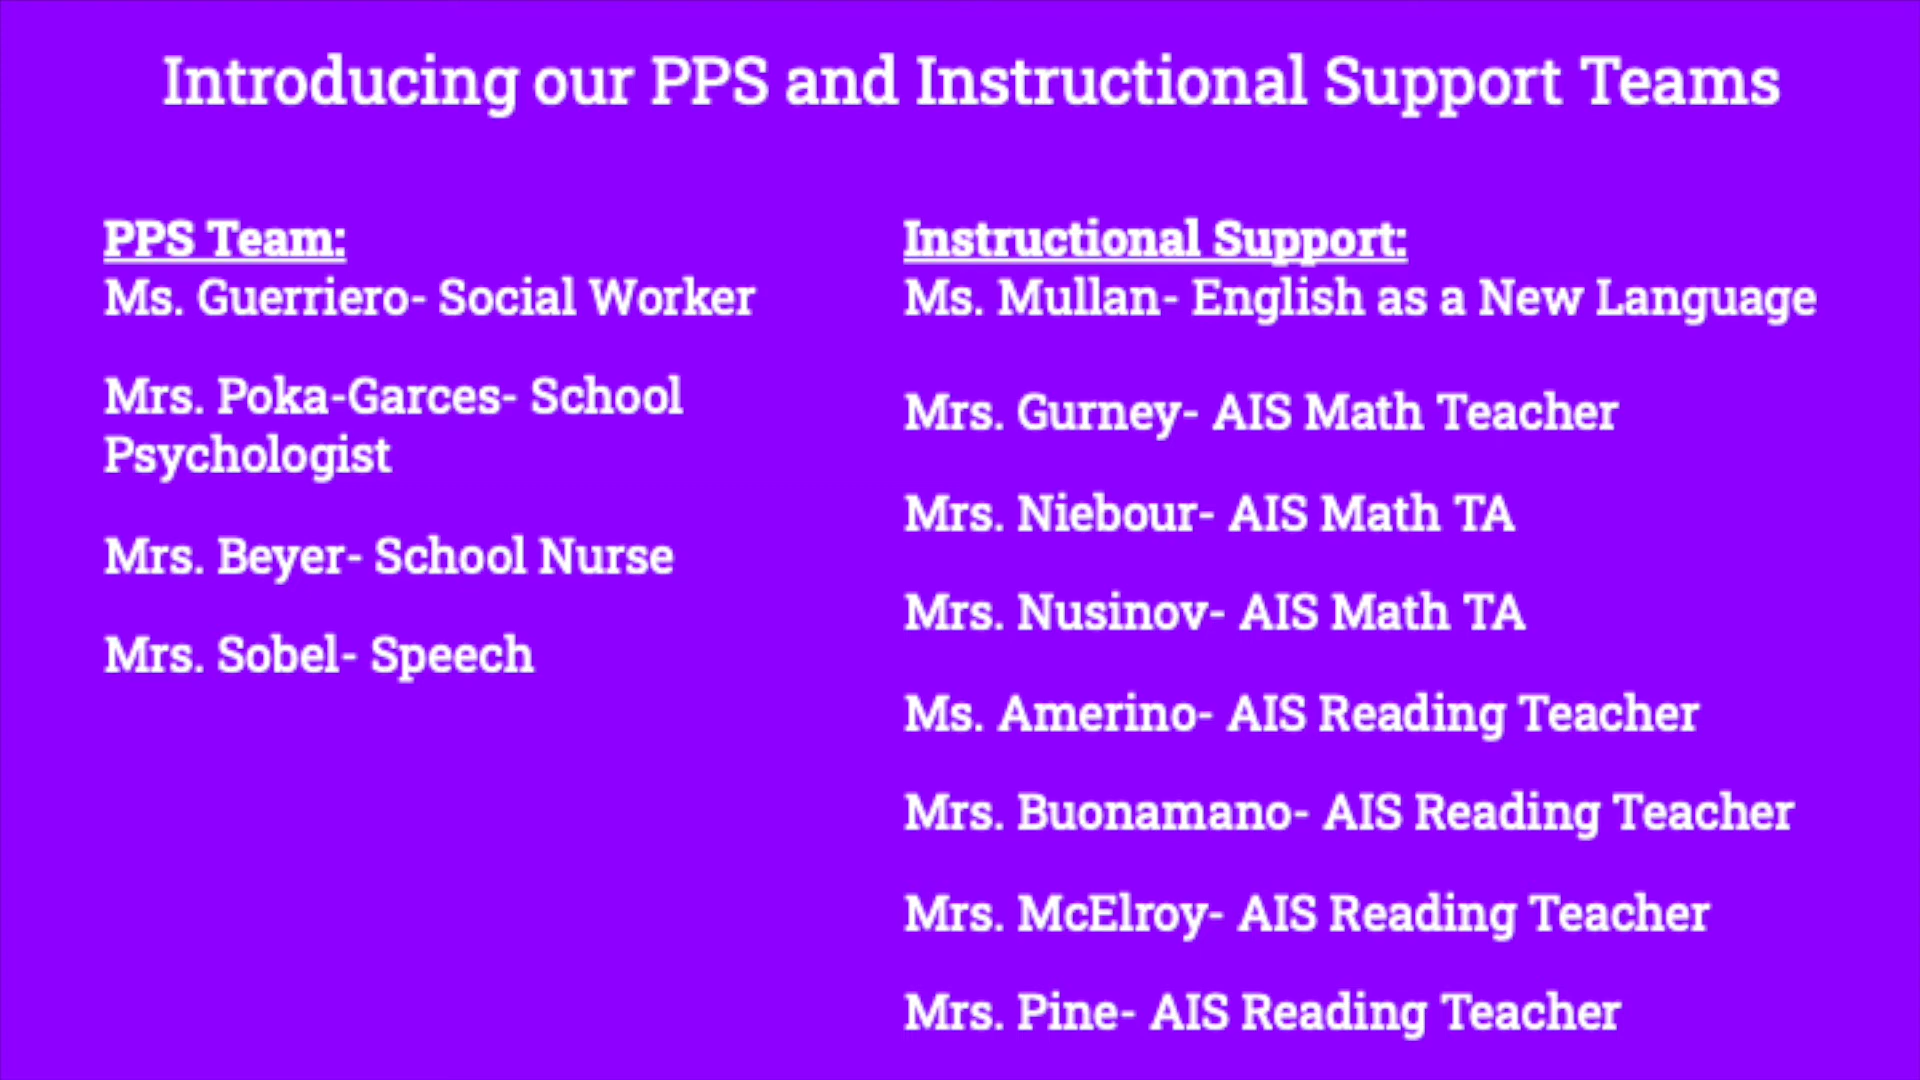 Introducing our PPS and Instructional Support Teams
PPS Team:
Ms. Guerriero- Social Worker
Mrs. Poka-Garces- School
Psychologist
Mrs. Beyer- School Nurse
Mrs. Sobel- Speech
Instructional Support:
Ms. Mullan- English as a New Language
Mrs. Gurney- AIS Math Teacher
Mrs. Niebour- AIS Math TA
Mrs. Nusinov- AIS Math TA
Ms. Amerino- AIS Reading Teacher
Mrs. Buonamano- AIS Reading Teacher
Mrs. McElroy- AIS Reading Teacher
Mrs. Pine- AIS Reading Teacher